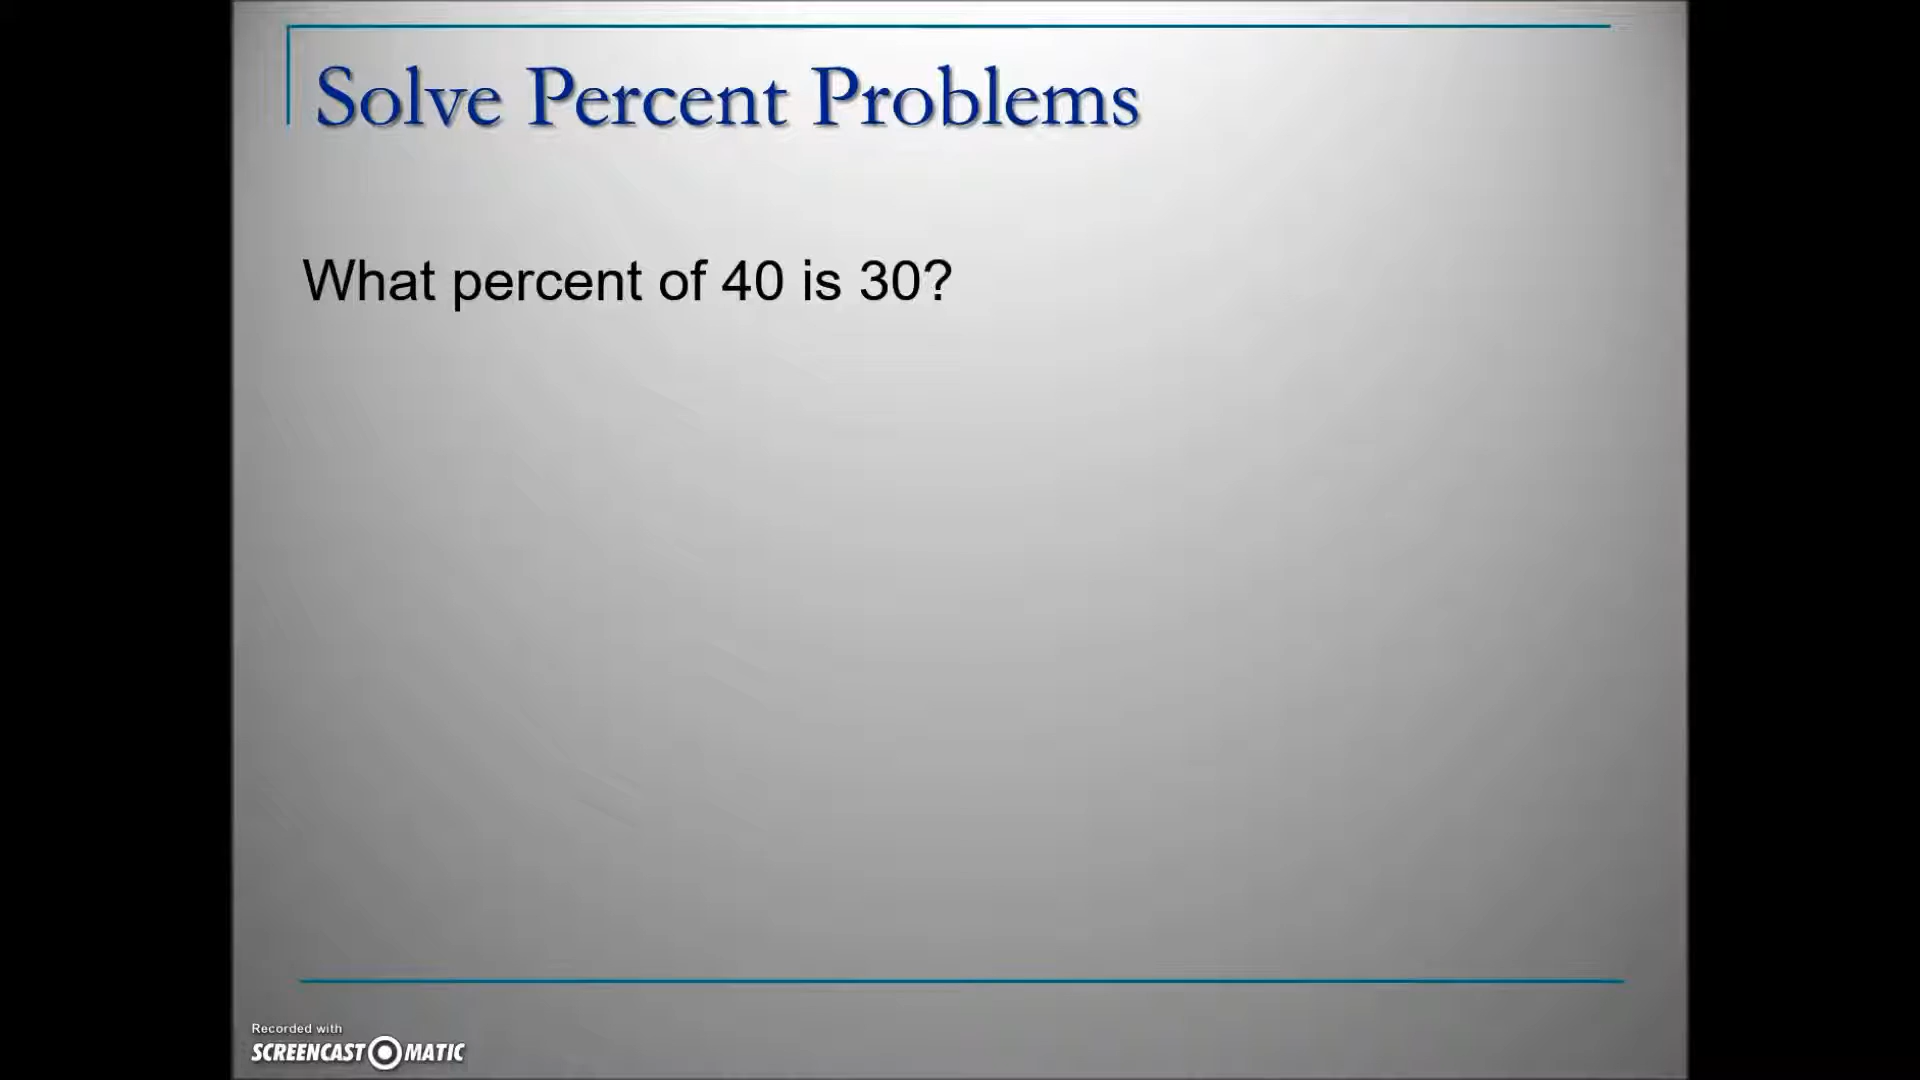 Solve Percent Problems
What percent of 40 is 30?
Recorded with
SCREENCAST MATIC